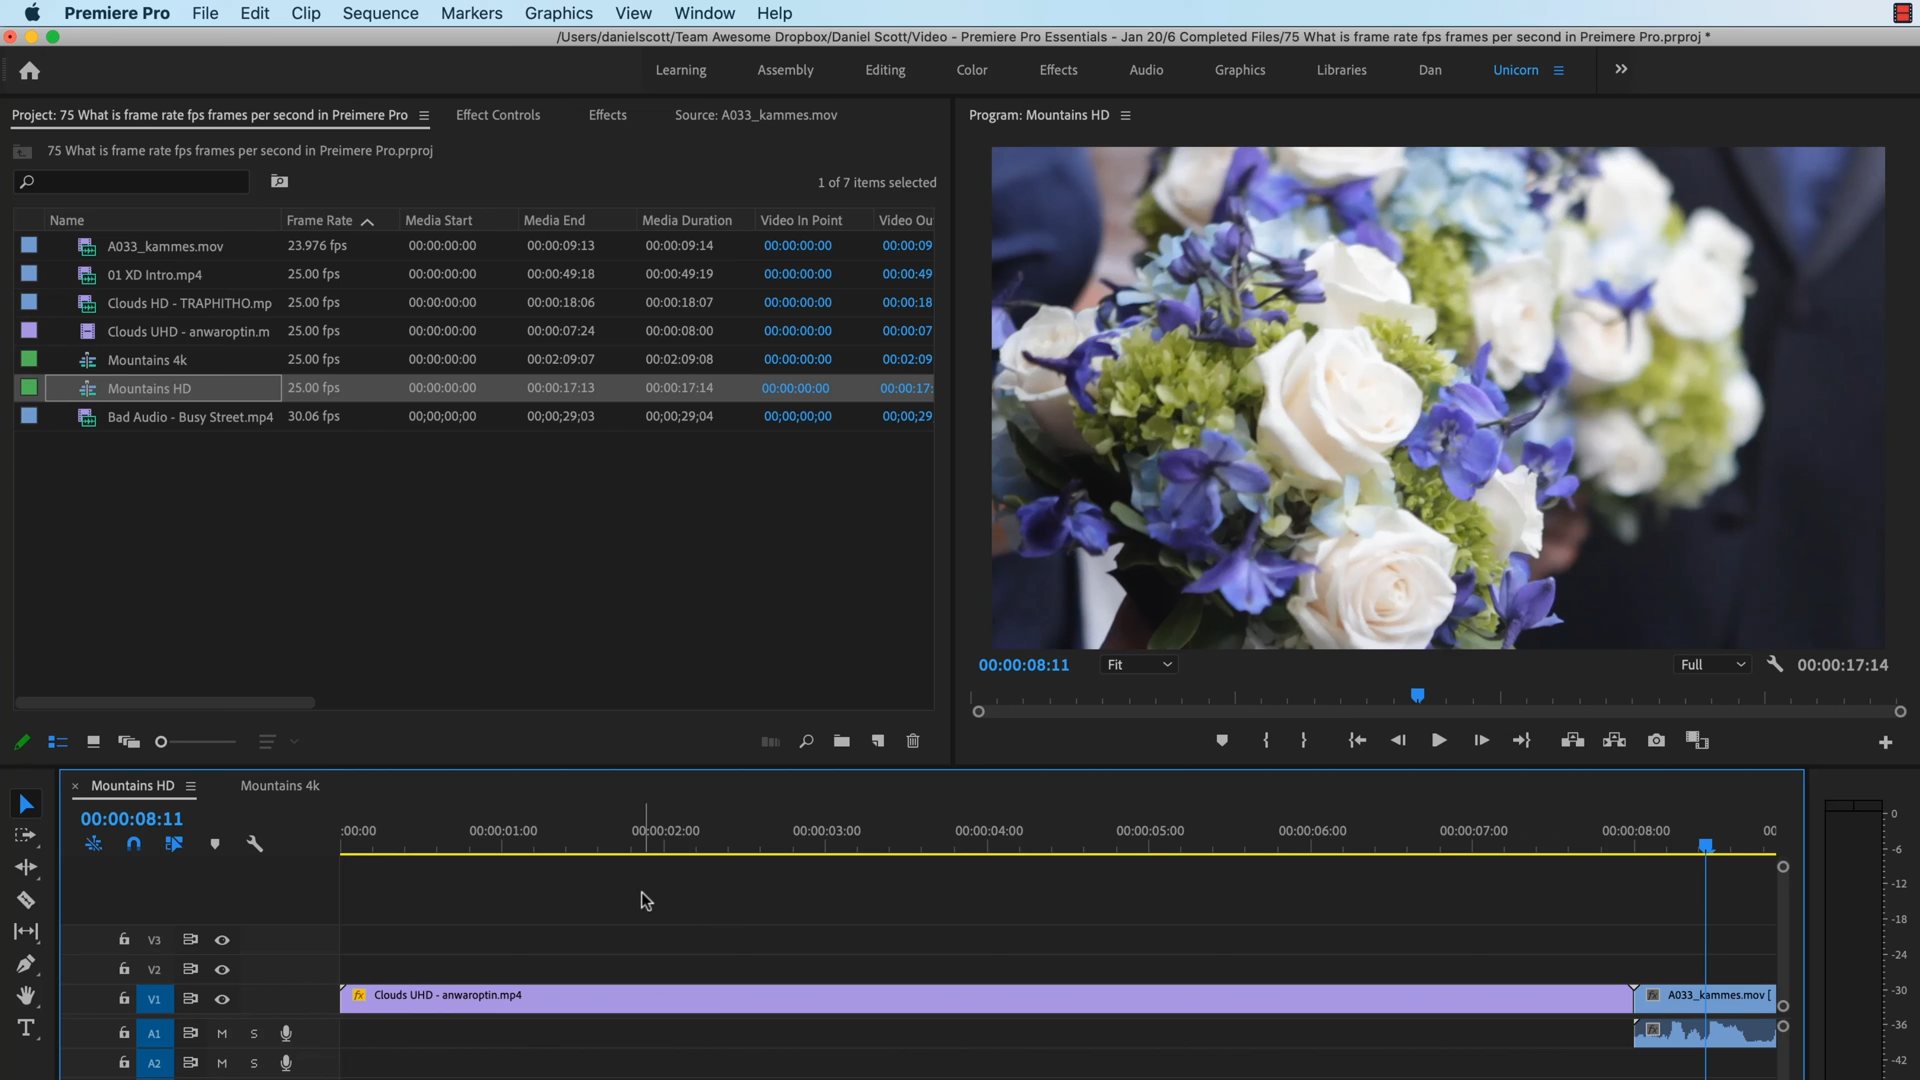 Premiere Pro File Edit Clip Sequence Markers Graphics View Window Help
/Users/danielscott/Team Awesome Dropbox/Daniel Scott/Video - Premiere Pro Essentials - Jan 20/6 Completed Files/75 What is frame rate fps frames per second in Preimere Pro.prproj *
Learning Assembly Editing Color Effects Audio Graphics Libraries Dan Unicorn
Project: 75 What is frame rate fps frames per second in Preimere Pro Effect Controls Effects Source: A033_kammes.mov
Program: Mountains HD
75 What is frame rate fps frames per second in Preimere Pro.prproj
1 of 7 items selected
Name Frame Rate Media Start Media End Media Duration Video In Point Video Ou
A033_kammes.mov 23.976 fps 00:00:00:00 00:00:09:13 00:00:09:14 00:00:00:00 00:00:09
01 XD Intro.mp4 25.00 fps 00:00:00:00 00:00:49:18 00:00:49:19 00:00:00:00 00:00:49
Clouds HD - TRAPHITHO.mp 25.00 fps 00:00:00:00 00:00:18:06 00:00:18:07 00:00:00:00 00:00:18
Clouds UHD - anwaroptin.m 25.00 fps 00:00:00:00 00:00:07:24 00:00:08:00 00:00:00:00 00:00:07
Mountains 4k 25.00 fps 00:00:00:00 00:02:09:07 00:02:09:08 00:00:00:00 00:02:09
Mountains HD 25.00 fps 00:00:00:00 00:00:17:13 00:00:17:14 00:00:00:00 00:00:17:
Bad Audio - Busy Street.mp4 30.06 fps 00;00;00;00 00;00;29;03 00;00;29;04 00;00;00;00 00;00;29
00:00:08:11 Fit Full 00:00:17:14
Mountains HD Mountains 4k
00:00:08:11
:00:00 00:00:01:00 00:00:02:00 00:00:03:00 00:00:04:00 00:00:05:00 00:00:06:00 00:00:07:00 00:00:08:00 00
V3
V2
V1 fx Clouds UHD - anwaroptin.mp4 fx A033_kammes.mov [
A1 M S fx
A2 M S
0
-6
-12
-18
-24
-30
-36
-42